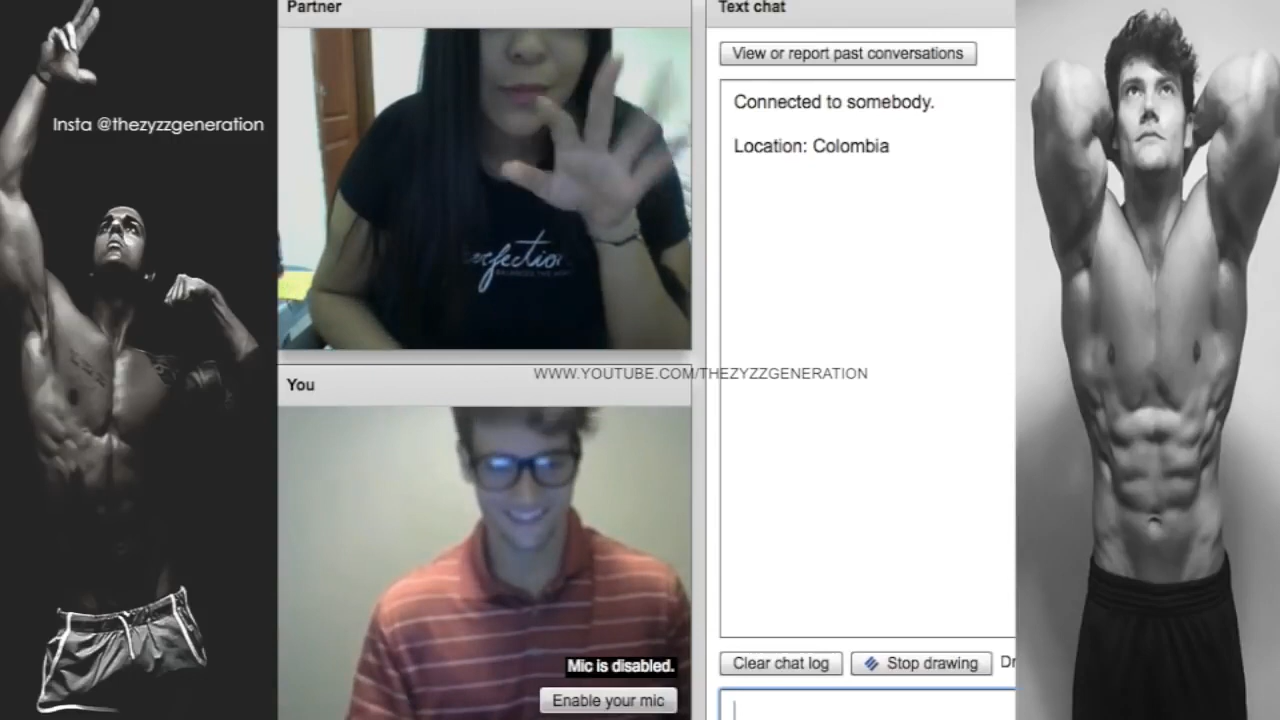 Partner
Text chat
View or report past conversations
Insta @thezyzzgeneration
Connected to somebody.
Location: Colombia
WWW.YOUTUBE.COM/THEZYZZGENERATION
You
Mic is disabled.
Enable your mic
Clear chat log
Stop drawing
Dr